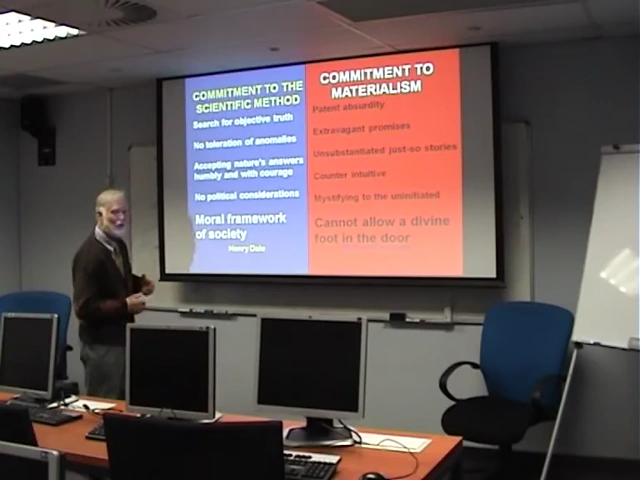 COMMITMENT TO THE
SCIENTIFIC METHOD
Search for objective truth
No toleration of anomalies
Accepting nature's answers
humbly and with courage
No political considerations
Moral framework
of society
Henry Dale
COMMITMENT TO
MATERIALISM
Patent absurdity
Extravagant promises
Unsubstantiated just-so stories
Counter intuitive
Mystifying to the uninitiated
Cannot allow a divine
foot in the door